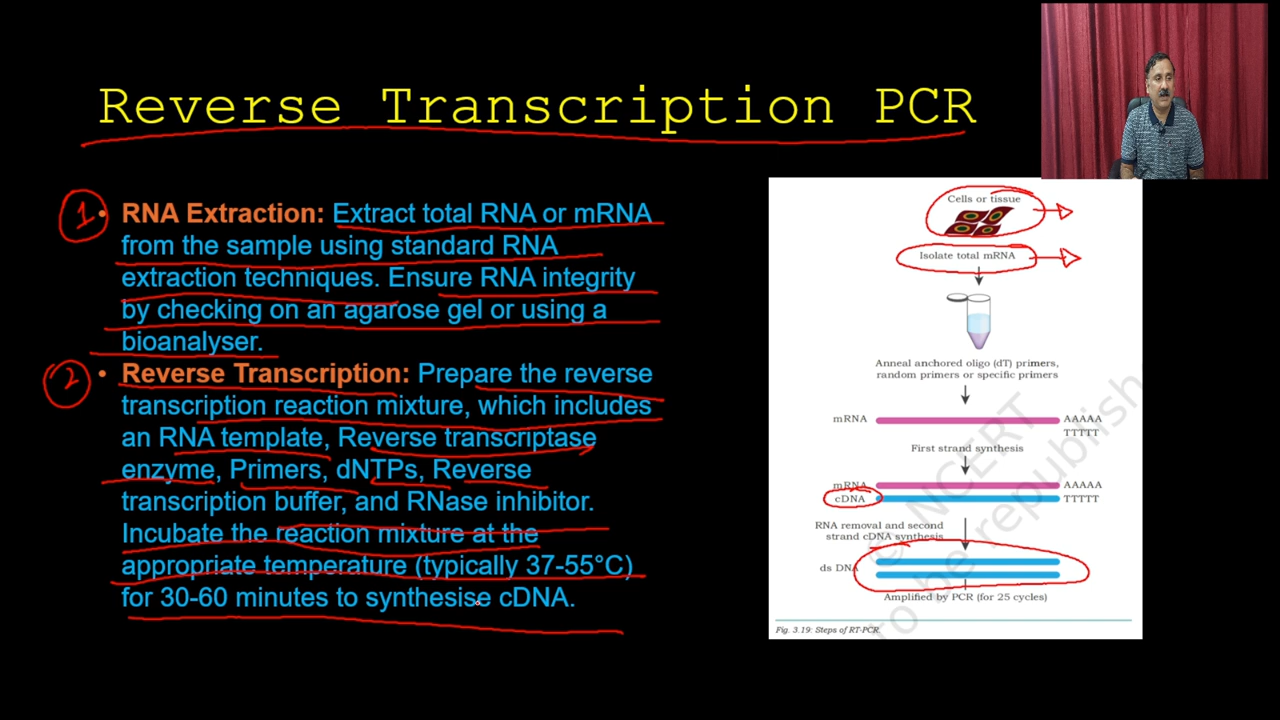 Reverse Transcription PCR
1
• RNA Extraction: Extract total RNA or mRNA
from the sample using standard RNA
extraction techniques. Ensure RNA integrity
by checking on an agarose gel or using a
bioanalyser.
2
• Reverse Transcription: Prepare the reverse
transcription reaction mixture, which includes
an RNA template, Reverse transcriptase
enzyme, Primers, dNTPs, Reverse
transcription buffer, and RNase inhibitor.
Incubate the reaction mixture at the
appropriate temperature (typically 37-55°C)
for 30-60 minutes to synthesise cDNA.
Cells or tissue
Isolate total mRNA
Anneal anchored oligo (dT) primers,
random primers or specific primers
mRNA AAAAA
TTTTT
First strand synthesis
mRNA AAAAA
cDNA TTTTT
RNA removal and second
strand cDNA synthesis
ds DNA
Amplified by PCR (for 25 cycles)
Fig. 3.19: Steps of RT-PCR.
© NCERT
to be republish